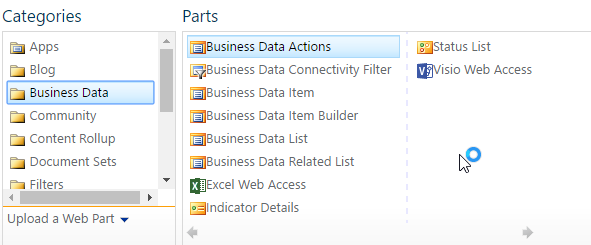 Categories
Apps
Blog
Business Data
Community
Content Rollup
Document Sets
Filters
Upload a Web Part
Parts
Business Data Actions
Business Data Connectivity Filter
Business Data Item
Business Data Item Builder
Business Data List
Business Data Related List
Excel Web Access
Indicator Details
Status List
Visio Web Access